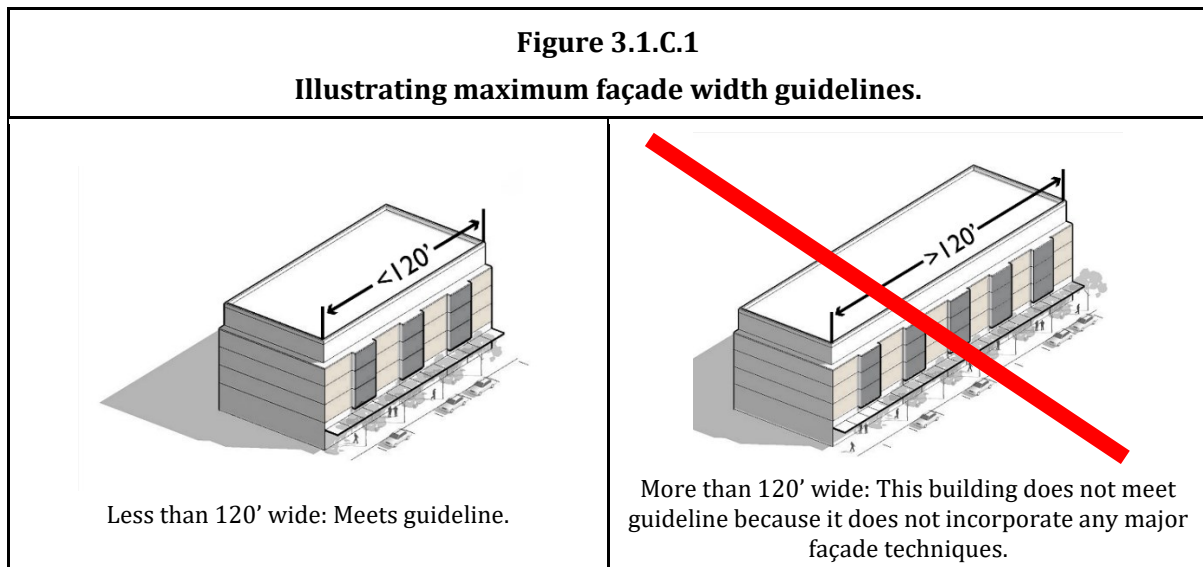 Figure 3.1.C.1
Illustrating maximum façade width guidelines.
<120’
>120’
Less than 120’ wide: Meets guideline.
More than 120’ wide: This building does not meet
guideline because it does not incorporate any major
façade techniques.